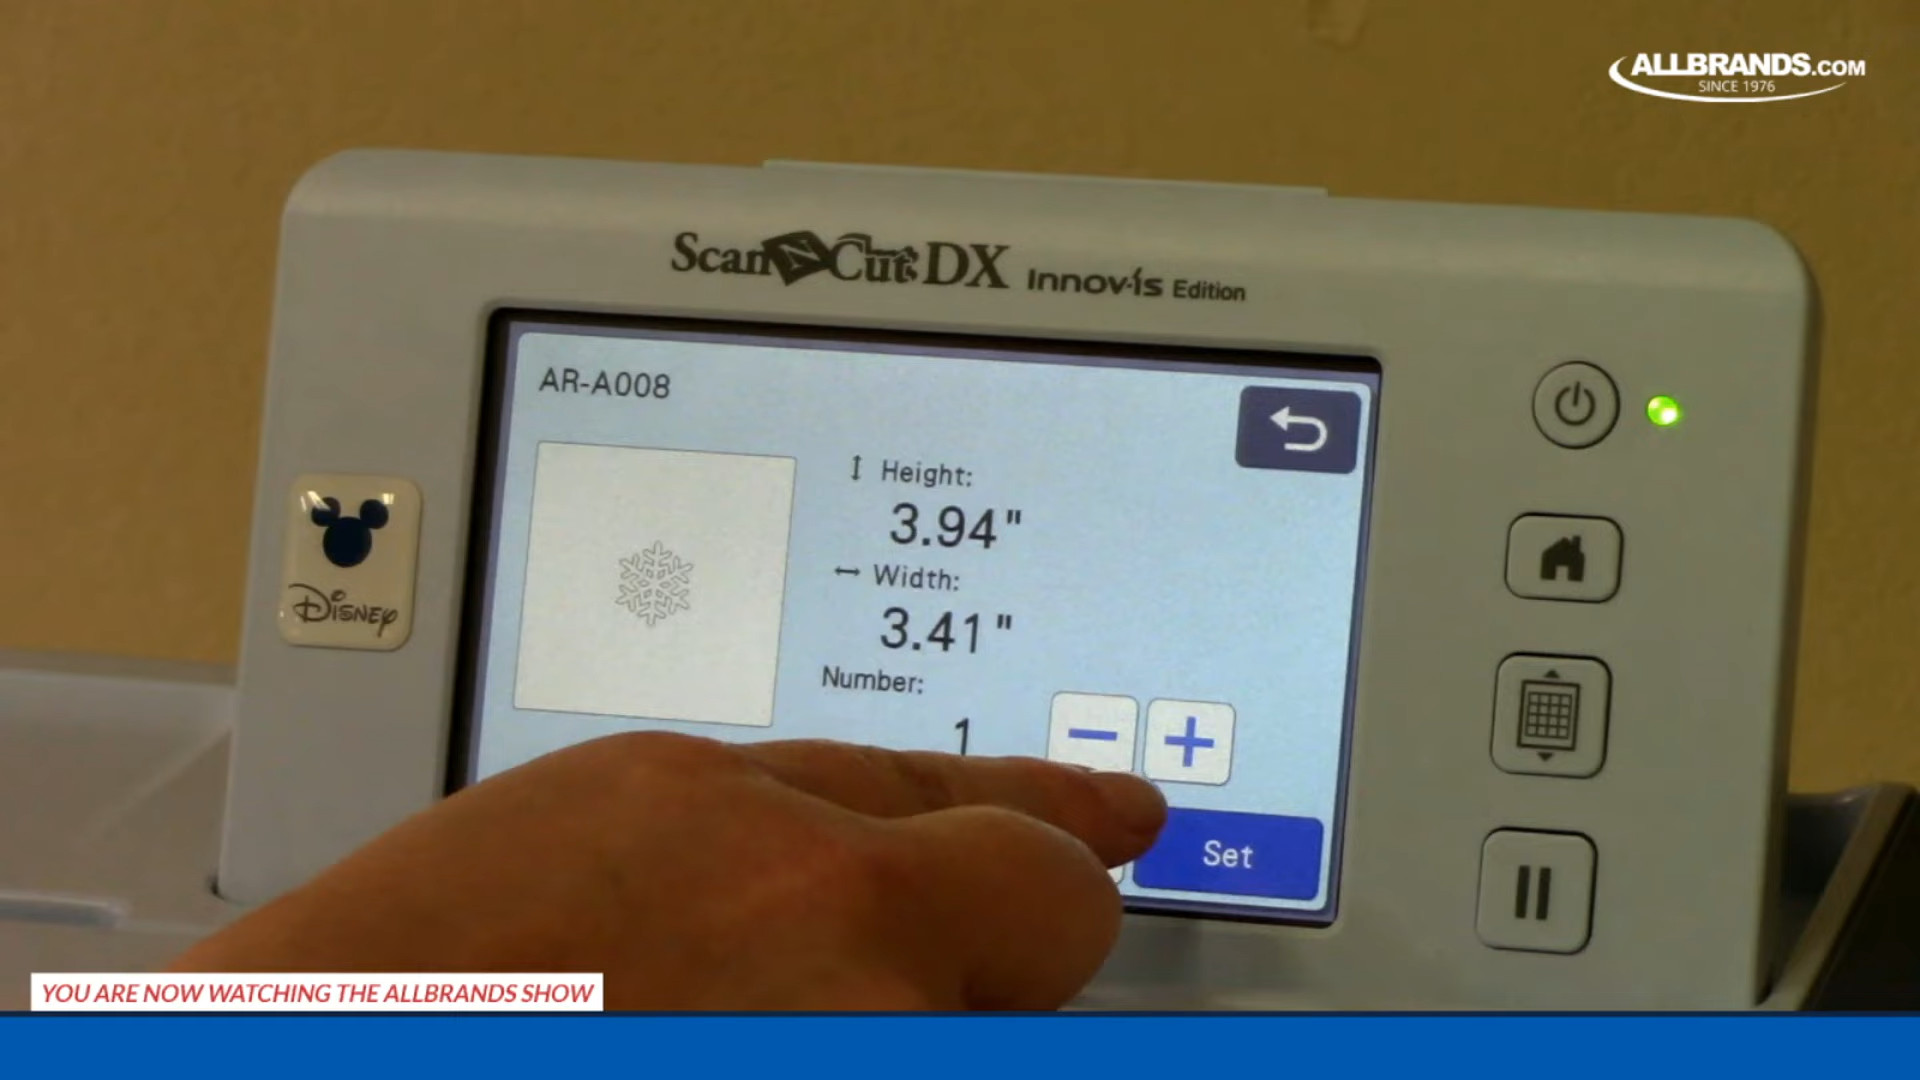 ALLBRANDS.COM
SINCE 1976
ScanNCut DX Innov-ís Edition
AR-A008
Height:
3.94"
Width:
3.41"
Number:
1
Set
Disney
YOU ARE NOW WATCHING THE ALLBRANDS SHOW